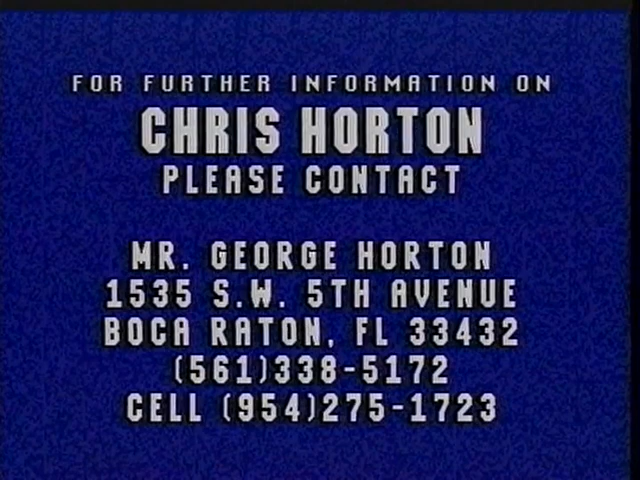 FOR FURTHER INFORMATION ON
CHRIS HORTON
PLEASE CONTACT
MR. GEORGE HORTON
1535 S.W. 5TH AVENUE
BOCA RATON, FL 33432
(561)338-5172
CELL (954)275-1723